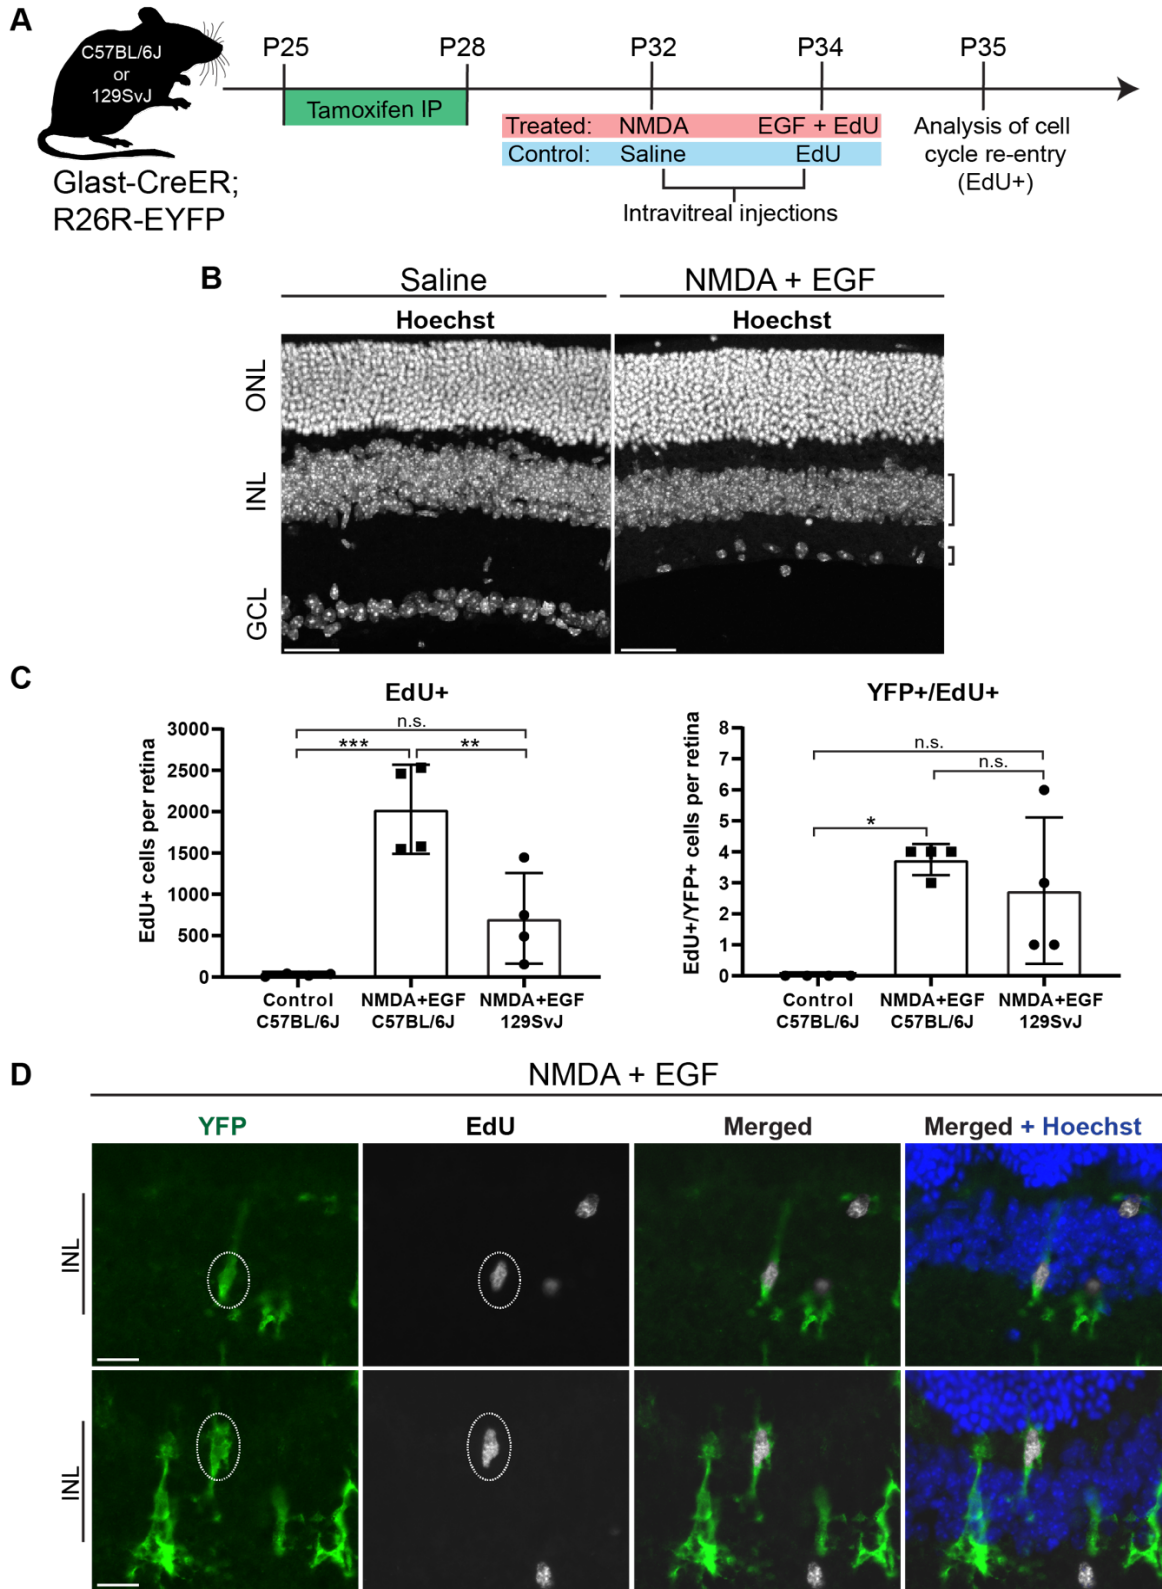 A
C57BL/6J
or
129SvJ
Glast-CreER;
R26R-EYFP
P25
P28
P32
P34
P35
Tamoxifen IP
Treated: NMDA EGF + EdU
Control: Saline EdU
Intravitreal injections
Analysis of cell
cycle re-entry
(EdU+)
B
Saline
NMDA + EGF
Hoechst
Hoechst
ONL
INL
GCL
C
EdU+
EdU+ cells per retina
3000
2500
2000
1500
1000
500
0
n.s.
***
**
Control
C57BL/6J
NMDA+EGF
C57BL/6J
NMDA+EGF
129SvJ
YFP+/EdU+
EdU+/YFP+ cells per retina
8
7
6
5
4
3
2
1
0
n.s.
n.s.
*
Control
C57BL/6J
NMDA+EGF
C57BL/6J
NMDA+EGF
129SvJ
D
NMDA + EGF
YFP
EdU
Merged
Merged + Hoechst
INL
INL